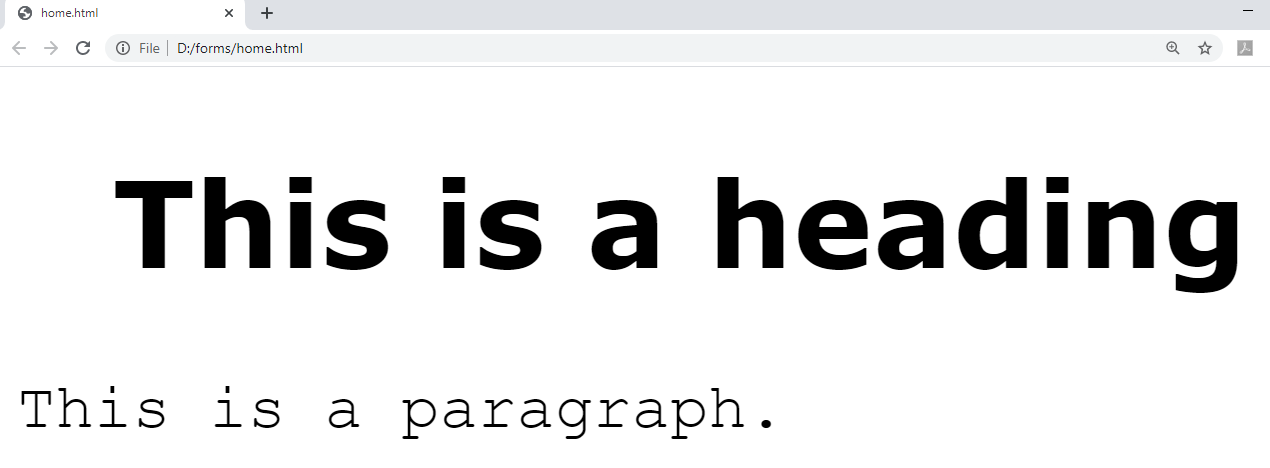 home.html
File D:/forms/home.html
This is a heading
This is a paragraph.